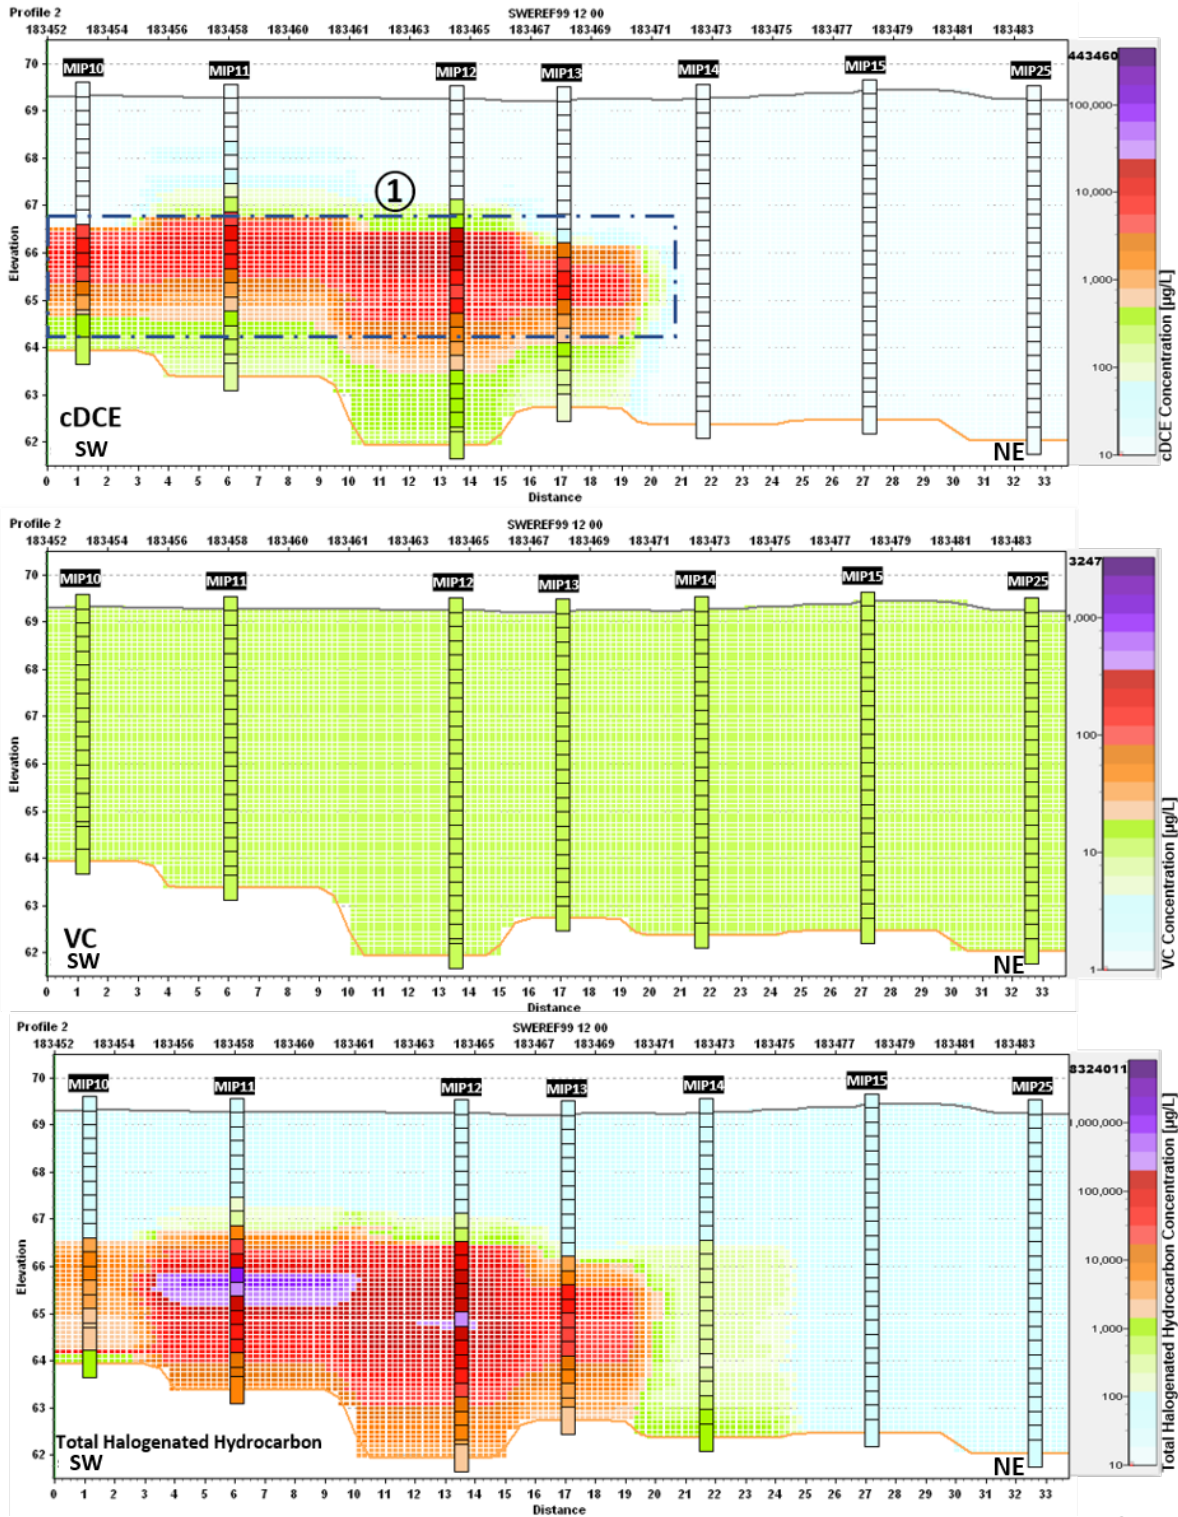 Profile 2
SWEREF99 12 00
183452 183454 183456 183458 183460 183461 183463 183465 183467 183469 183471 183473 183475 183477 183479 183481 183483
MIP10 MIP11 MIP12 MIP13 MIP14 MIP15 MIP25
70
69
68
67
66
65
64
63
62
Elevation
1
cDCE
SW
NE
0 1 2 3 4 5 6 7 8 9 10 11 12 13 14 15 16 17 18 19 20 21 22 23 24 25 26 27 28 29 30 31 32 33
Distance
443460
100,000
10,000
1,000
100
10
cDCE Concentration [µg/L]
Profile 2
SWEREF99 12 00
183452 183454 183456 183458 183460 183461 183463 183465 183467 183469 183471 183473 183475 183477 183479 183481 183483
MIP10 MIP11 MIP12 MIP13 MIP14 MIP15 MIP25
70
69
68
67
66
65
64
63
62
Elevation
VC
SW
NE
0 1 2 3 4 5 6 7 8 9 10 11 12 13 14 15 16 17 18 19 20 21 22 23 24 25 26 27 28 29 30 31 32 33
Distance
3247
1,000
100
10
1
VC Concentration [µg/L]
Profile 2
SWEREF99 12 00
183452 183454 183456 183458 183460 183461 183463 183465 183467 183469 183471 183473 183475 183477 183479 183481 183483
MIP10 MIP11 MIP12 MIP13 MIP14 MIP15 MIP25
70
69
68
67
66
65
64
63
62
Elevation
Total Halogenated Hydrocarbon
SW
NE
0 1 2 3 4 5 6 7 8 9 10 11 12 13 14 15 16 17 18 19 20 21 22 23 24 25 26 27 28 29 30 31 32 33
Distance
8324011
1,000,000
100,000
10,000
1,000
100
10
Total Halogenated Hydrocarbon Concentration [µg/L]